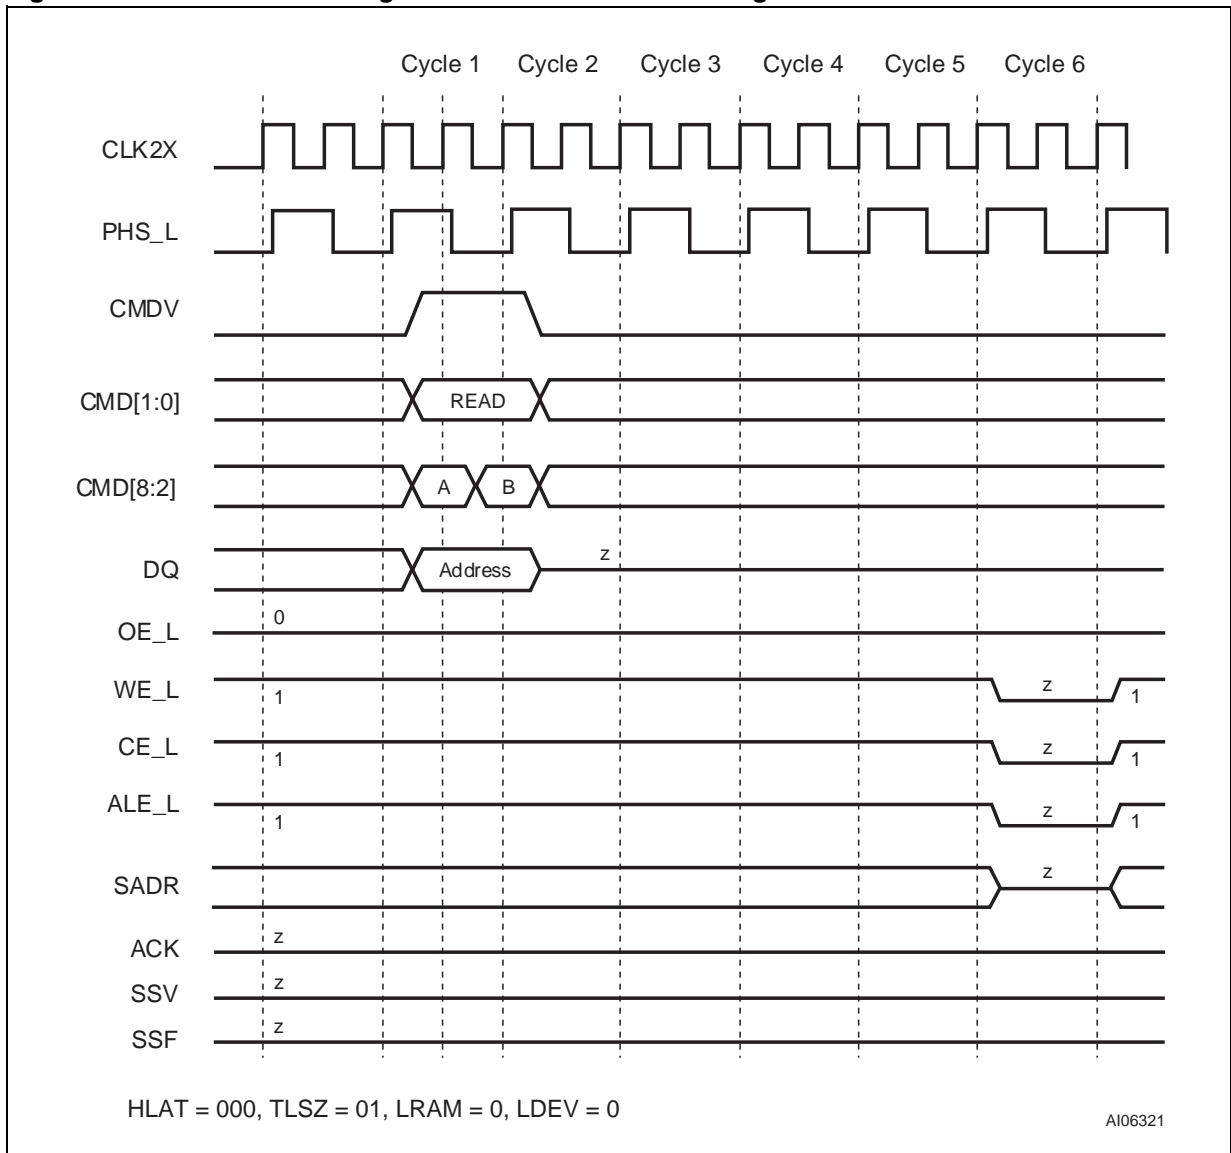 Cycle 1 Cycle 2 Cycle 3 Cycle 4 Cycle 5 Cycle 6
CLK2X
PHS_L
CMDV
CMD[1:0] READ
CMD[8:2] A B
DQ Address z
OE_L 0
WE_L 1 z 1
CE_L 1 z 1
ALE_L 1 z 1
SADR z
ACK z
SSV z
SSF z
HLAT = 000, TLSZ = 01, LRAM = 0, LDEV = 0
AI06321